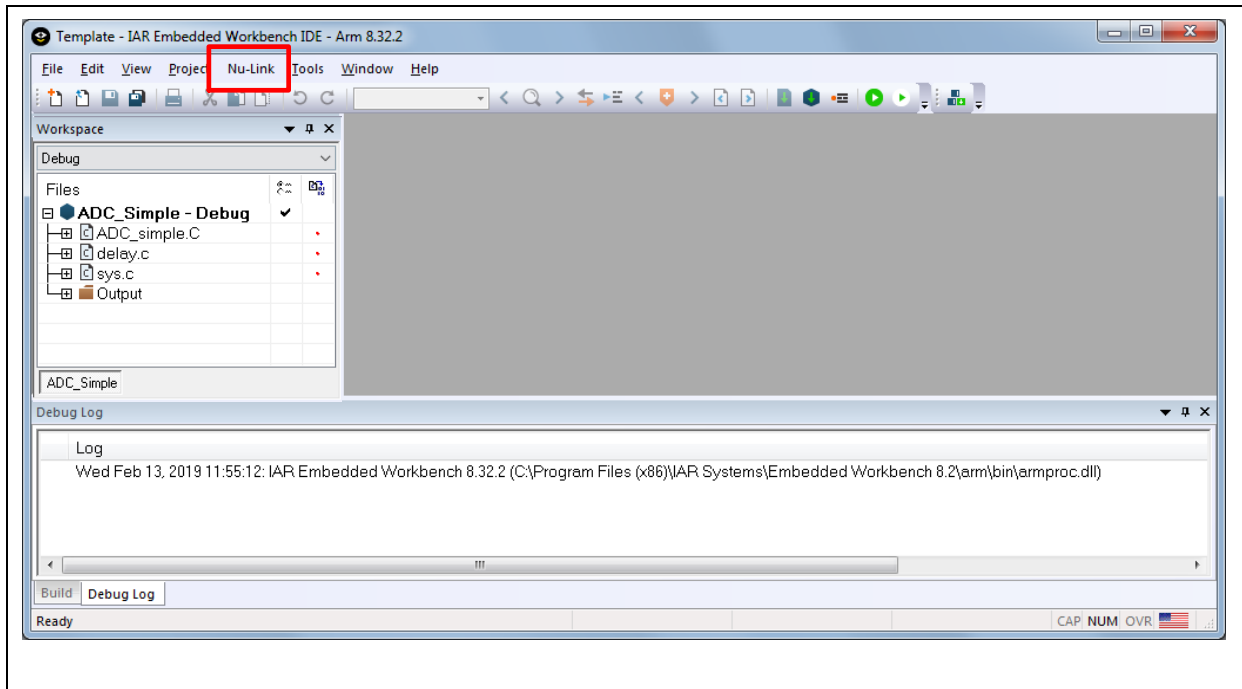 Template - IAR Embedded Workbench IDE - Arm 8.32.2
File Edit View Project Nu-Link Tools Window Help
Workspace
Debug
Files
ADC_Simple - Debug
ADC_simple.C
delay.c
sys.c
Output
ADC_Simple
Debug Log
Log
Wed Feb 13, 2019 11:55:12: IAR Embedded Workbench 8.32.2 (C:\Program Files (x86)\IAR Systems\Embedded Workbench 8.2\arm\bin\armproc.dll)
Build Debug Log
Ready CAP NUM OVR